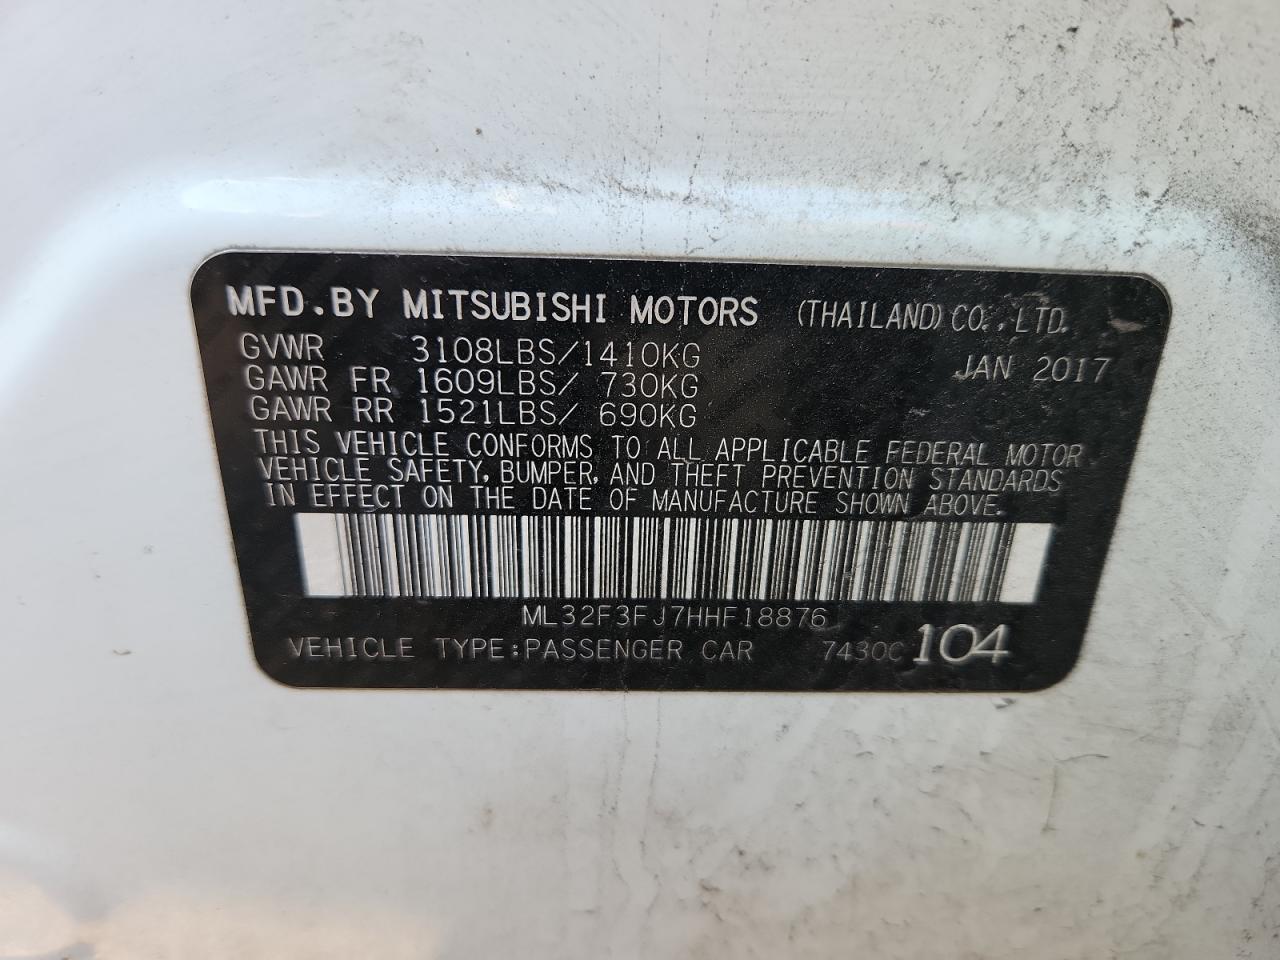 MFD.BY MITSUBISHI MOTORS (THAILAND) CO., LTD.
GVWR 3108LBS/1410KG JAN 2017
GAWR FR 1609LBS/ 730KG
GAWR RR 1521LBS/ 690KG
THIS VEHICLE CONFORMS TO ALL APPLICABLE FEDERAL MOTOR
VEHICLE SAFETY, BUMPER, AND THEFT PREVENTION STANDARDS
IN EFFECT ON THE DATE OF MANUFACTURE SHOWN ABOVE.
ML32F3FJ7HHF18876
VEHICLE TYPE:PASSENGER CAR 7430C 104